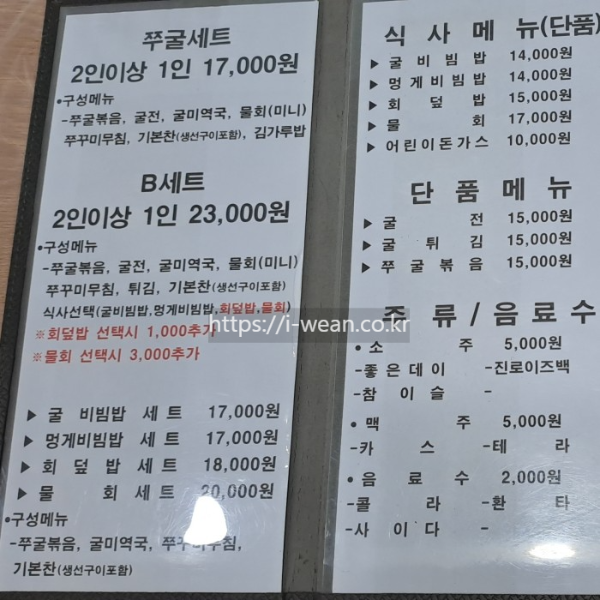 쭈굴세트
2인이상 1인 17,000원
•구성메뉴
-쭈굴볶음, 굴전, 굴미역국, 물회(미니)
쭈꾸미무침, 기본찬(생선구이포함), 김가루밥
B세트
2인이상 1인 23,000원
•구성메뉴
-쭈굴볶음, 굴전, 굴미역국, 물회(미니)
쭈꾸미무침, 튀김, 기본찬(생선구이포함)
식사선택(굴비빔밥,멍게비빔밥,회덮밥,물회)
※회덮밥 선택시 1,000추가
※물회 선택시 3,000추가
▶ 굴 비빔밥 세트 17,000원
▶ 멍게비빔밥 세트 17,000원
▶ 회 덮 밥 세트 18,000원
▶ 물 회 세트 20,000원
•구성메뉴
-쭈굴볶음, 굴미역국, 쭈꾸미무침,
기본찬(생선구이포함)
식 사 메 뉴(단품)
▶ 굴 비 빔 밥 14,000원
▶ 멍게비빔밥 14,000원
▶ 회 덮 밥 15,000원
▶ 물 회 17,000원
▶ 어린이돈가스 10,000원
단 품 메 뉴
▶ 굴 전 15,000원
▶ 굴 튀 김 15,000원
▶ 쭈 굴 볶 음 15,000원
주 류 / 음 료 수
• 소 주 5,000원
-좋은데이 -진로이즈백
-참 이 슬 -
• 맥 주 5,000원
-카 스 -테 라
• 음 료 수 2,000원
-콜 라 -환 타
-사 이 다 -
https://i-wean.co.kr